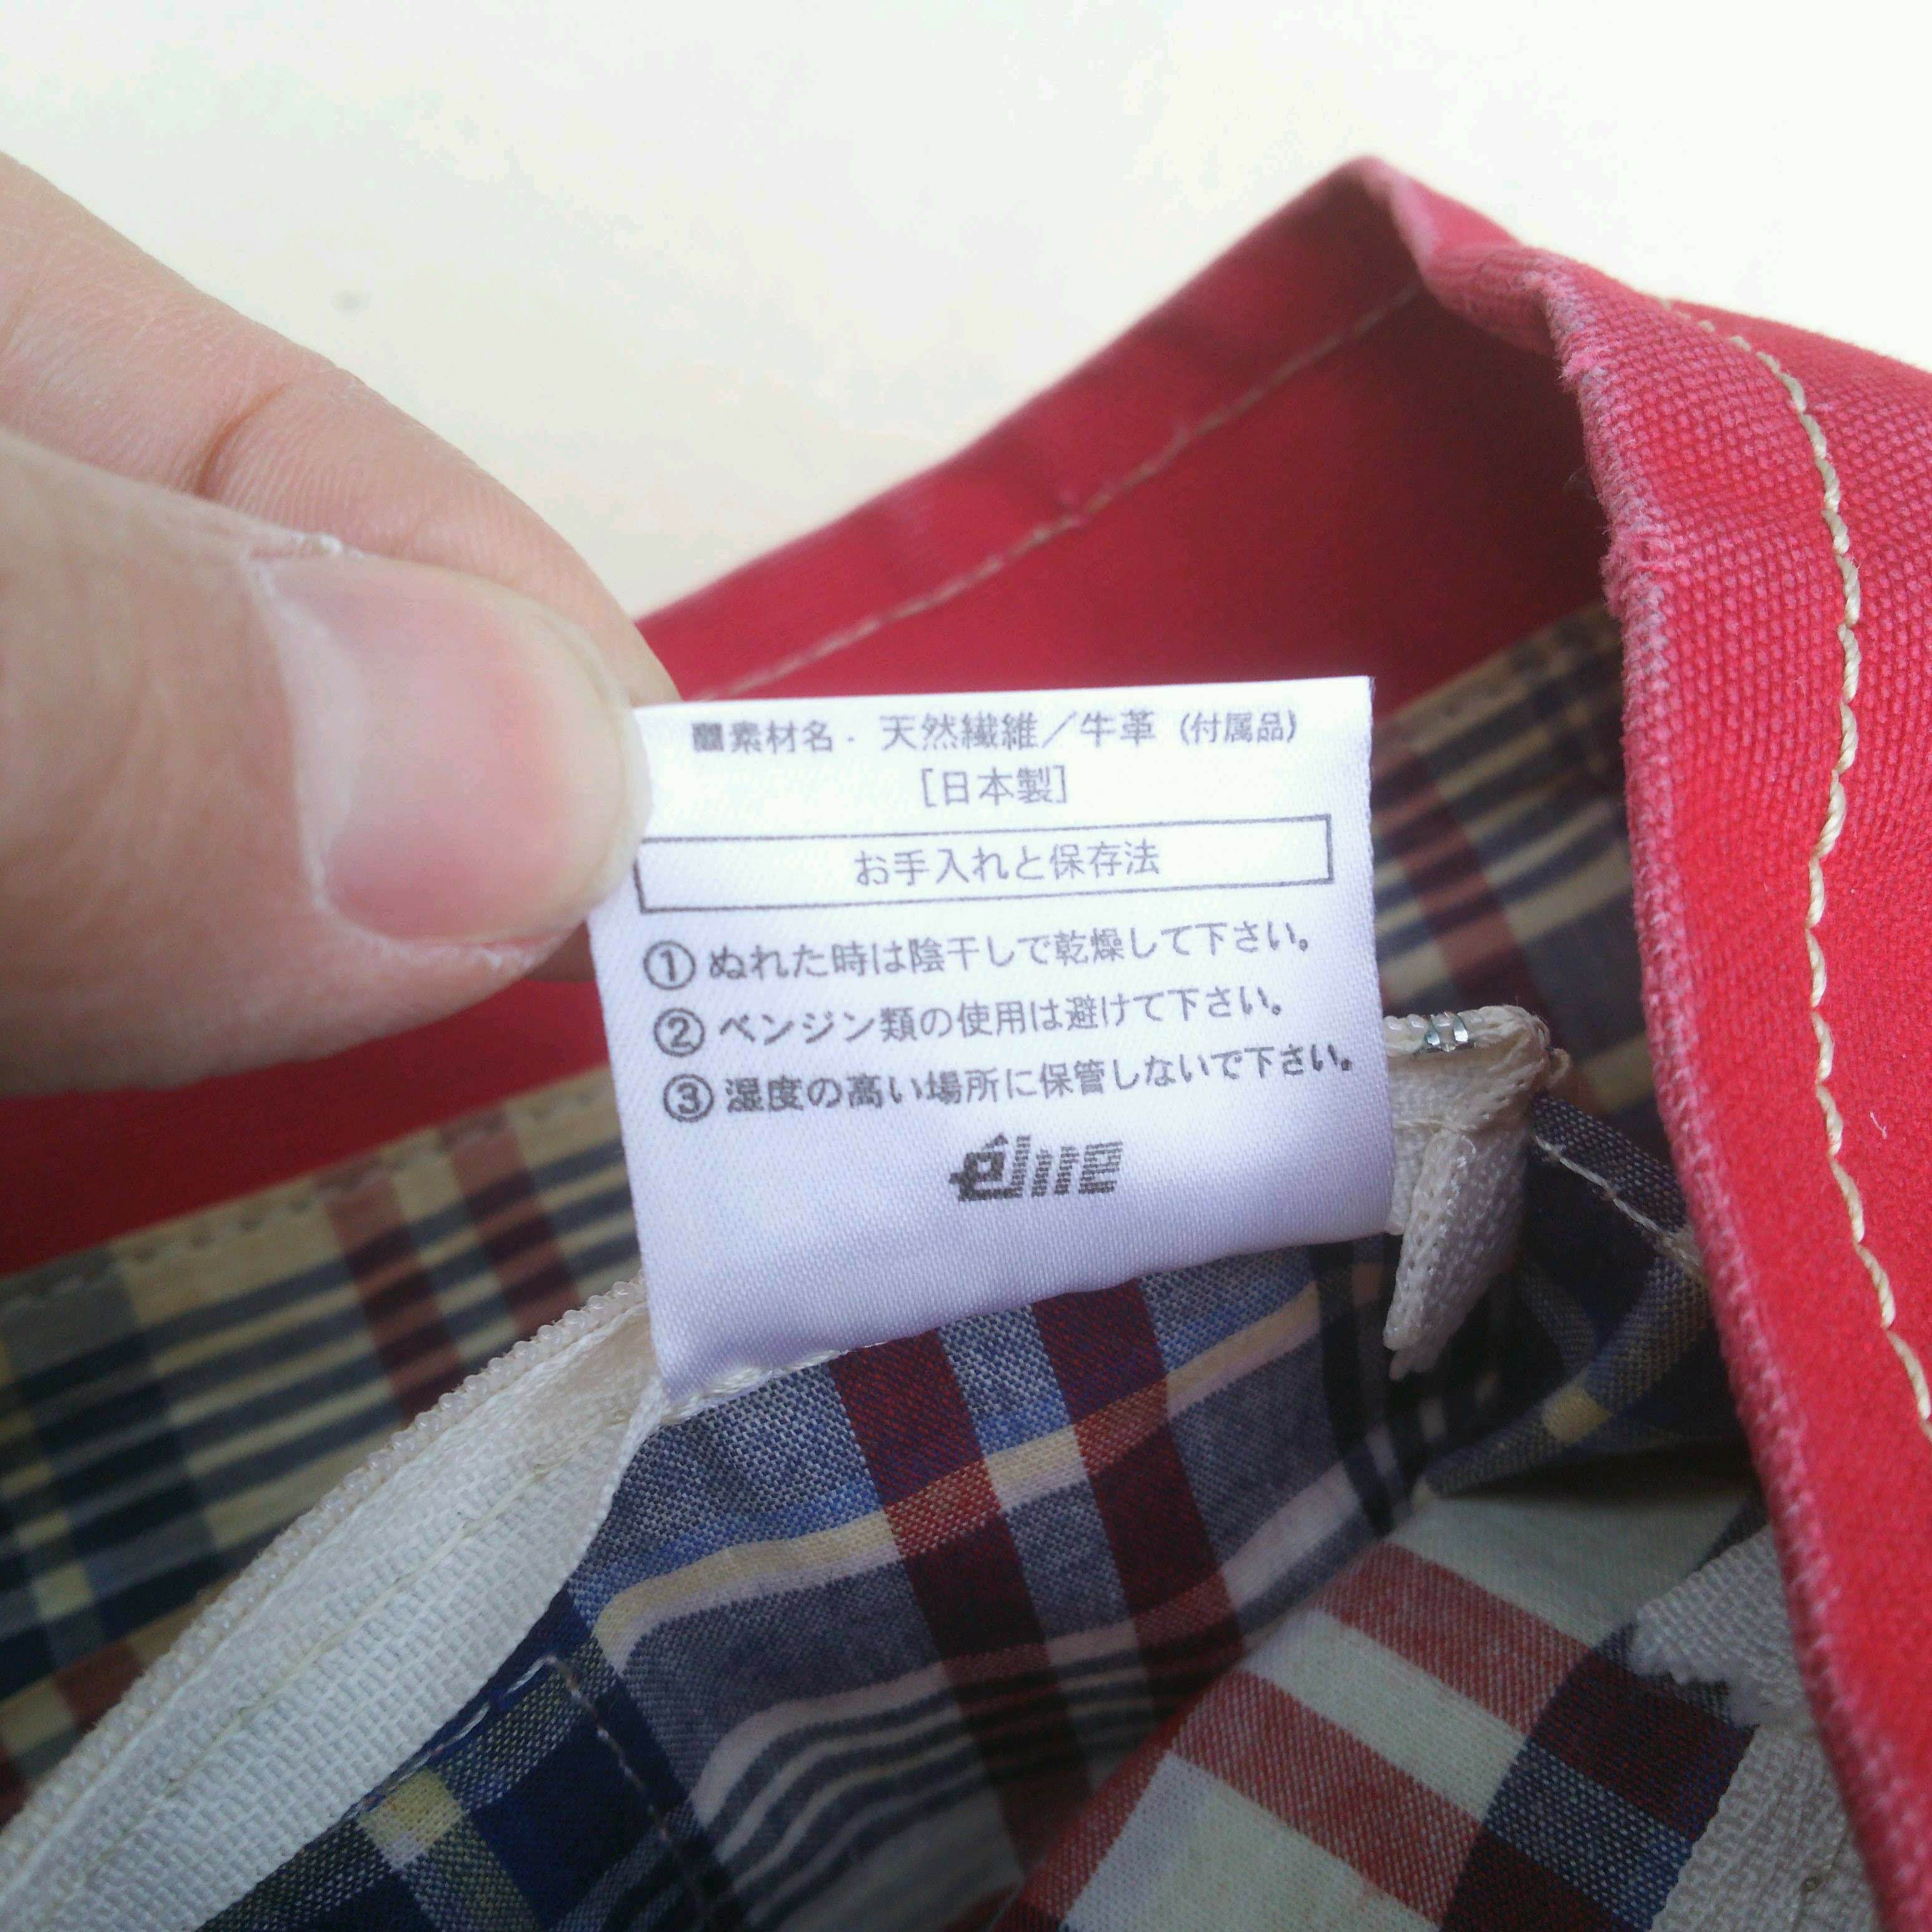 ■素材名．天然繊維／牛革（付属品）
［日本製］
お手入れと保存法
①ぬれた時は陰干しで乾燥して下さい。
②ベンジン類の使用は避けて下さい。
③湿度の高い場所に保管しないで下さい。